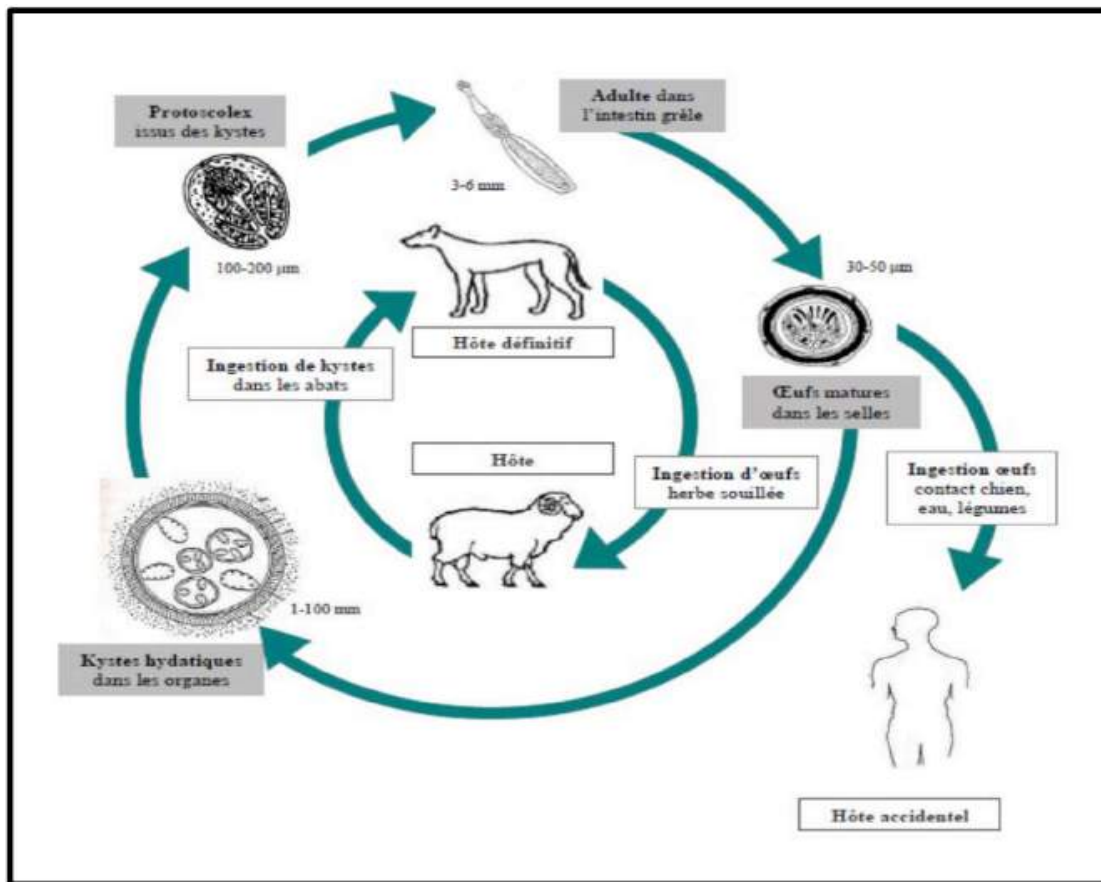 Protoscolex
issus des kystes
100-200 µm
3-6 mm
Adulte dans
l'intestin grêle
30-50 µm
Œufs matures
dans les selles
Hôte définitif
Ingestion de kystes
dans les abats
Hôte
Ingestion d'œufs
herbe souillée
Ingestion œufs
contact chien,
eau, légumes
1-100 mm
Kystes hydatiques
dans les organes
Hôte accidentel